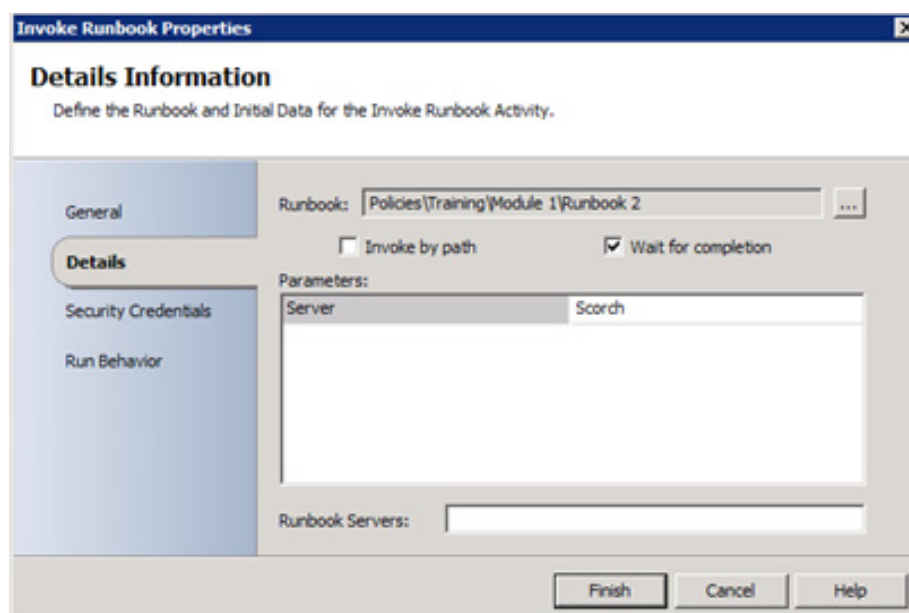 Invoke Runbook Properties
Details Information
Define the Runbook and Initial Data for the Invoke Runbook Activity.
General
Details
Security Credentials
Run Behavior
Runbook: Policies\Training\Module 1\Runbook 2 ...
Invoke by path Wait for completion
Parameters:
Server Scorch
Runbook Servers:
Finish Cancel Help